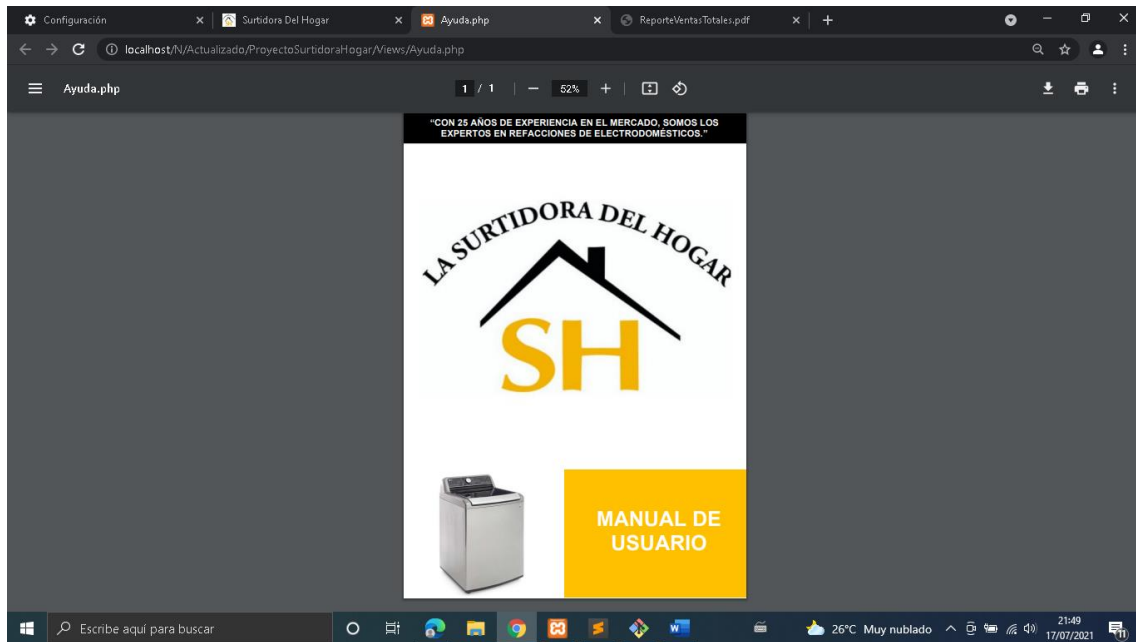 Configuración
Surtidora Del Hogar
Ayuda.php
ReporteVentasTotales.pdf
localhost/N/Actualizado/ProyectoSurtidoraHogar/Views/Ayuda.php
Ayuda.php
1 / 1
52%
“CON 25 AÑOS DE EXPERIENCIA EN EL MERCADO, SOMOS LOS
EXPERTOS EN REFACCIONES DE ELECTRODOMÉSTICOS.”
LA SURTIDORA DEL HOGAR
SH
MANUAL DE
USUARIO
Escribe aquí para buscar
26°C Muy nublado
21:49
17/07/2021
17